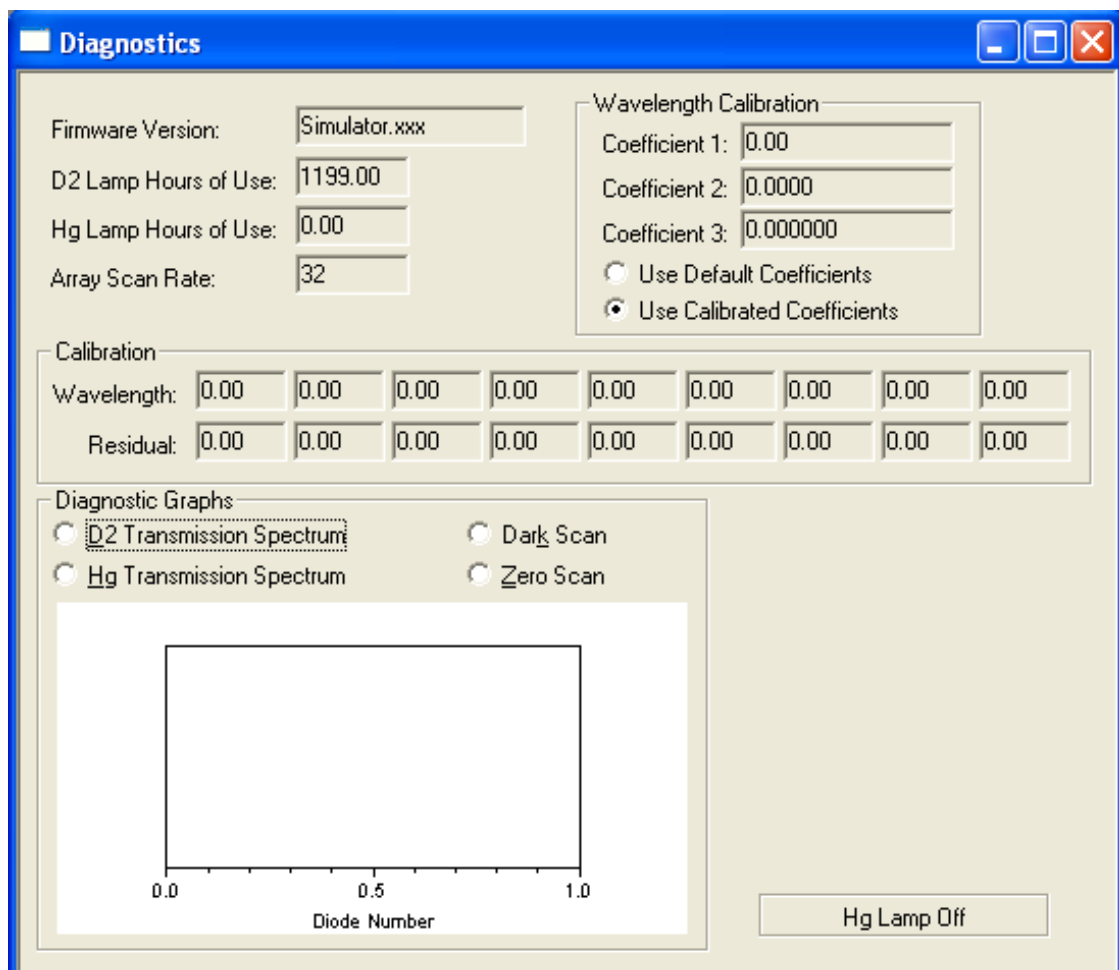 Diagnostics
Firmware Version: Simulator.xxx
D2 Lamp Hours of Use: 1199.00
Hg Lamp Hours of Use: 0.00
Array Scan Rate: 32
Wavelength Calibration
Coefficient 1: 0.00
Coefficient 2: 0.0000
Coefficient 3: 0.000000
Use Default Coefficients
Use Calibrated Coefficients
Calibration
Wavelength: 0.00 0.00 0.00 0.00 0.00 0.00 0.00 0.00 0.00
Residual: 0.00 0.00 0.00 0.00 0.00 0.00 0.00 0.00 0.00
Diagnostic Graphs
D2 Transmission Spectrum Dark Scan
Hg Transmission Spectrum Zero Scan
0.0 0.5 1.0
Diode Number
Hg Lamp Off